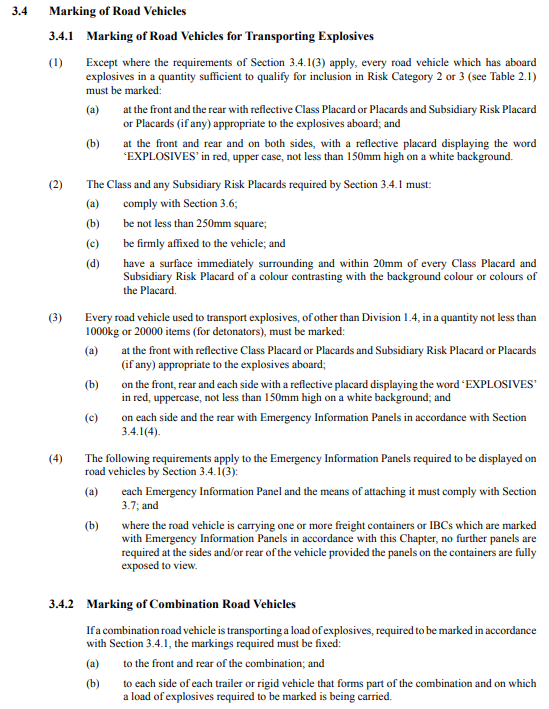 3.4 Marking of Road Vehicles
3.4.1 Marking of Road Vehicles for Transporting Explosives
(1) Except where the requirements of Section 3.4.1(3) apply, every road vehicle which has aboard
explosives in a quantity sufficient to qualify for inclusion in Risk Category 2 or 3 (see Table 2.1)
must be marked:
(a) at the front and the rear with reflective Class Placard or Placards and Subsidiary Risk Placard
or Placards (if any) appropriate to the explosives aboard; and
(b) at the front and rear and on both sides, with a reflective placard displaying the word
‘EXPLOSIVES’ in red, upper case, not less than 150mm high on a white background.
(2) The Class and any Subsidiary Risk Placards required by Section 3.4.1 must:
(a) comply with Section 3.6;
(b) be not less than 250mm square;
(c) be firmly affixed to the vehicle; and
(d) have a surface immediately surrounding and within 20mm of every Class Placard and
Subsidiary Risk Placard of a colour contrasting with the background colour or colours of
the Placard.
(3) Every road vehicle used to transport explosives, of other than Division 1.4, in a quantity not less than
1000kg or 20000 items (for detonators), must be marked:
(a) at the front with reflective Class Placard or Placards and Subsidiary Risk Placard or Placards
(if any) appropriate to the explosives aboard;
(b) on the front, rear and each side with a reflective placard displaying the word ‘EXPLOSIVES’
in red, uppercase, not less than 150mm high on a white background; and
(c) on each side and the rear with Emergency Information Panels in accordance with Section
3.4.1(4).
(4) The following requirements apply to the Emergency Information Panels required to be displayed on
road vehicles by Section 3.4.1(3):
(a) each Emergency Information Panel and the means of attaching it must comply with Section
3.7; and
(b) where the road vehicle is carrying one or more freight containers or IBCs which are marked
with Emergency Information Panels in accordance with this Chapter, no further panels are
required at the sides and/or rear of the vehicle provided the panels on the containers are fully
exposed to view.
3.4.2 Marking of Combination Road Vehicles
If a combination road vehicle is transporting a load of explosives, required to be marked in accordance
with Section 3.4.1, the markings required must be fixed:
(a) to the front and rear of the combination; and
(b) to each side of each trailer or rigid vehicle that forms part of the combination and on which
a load of explosives required to be marked is being carried.